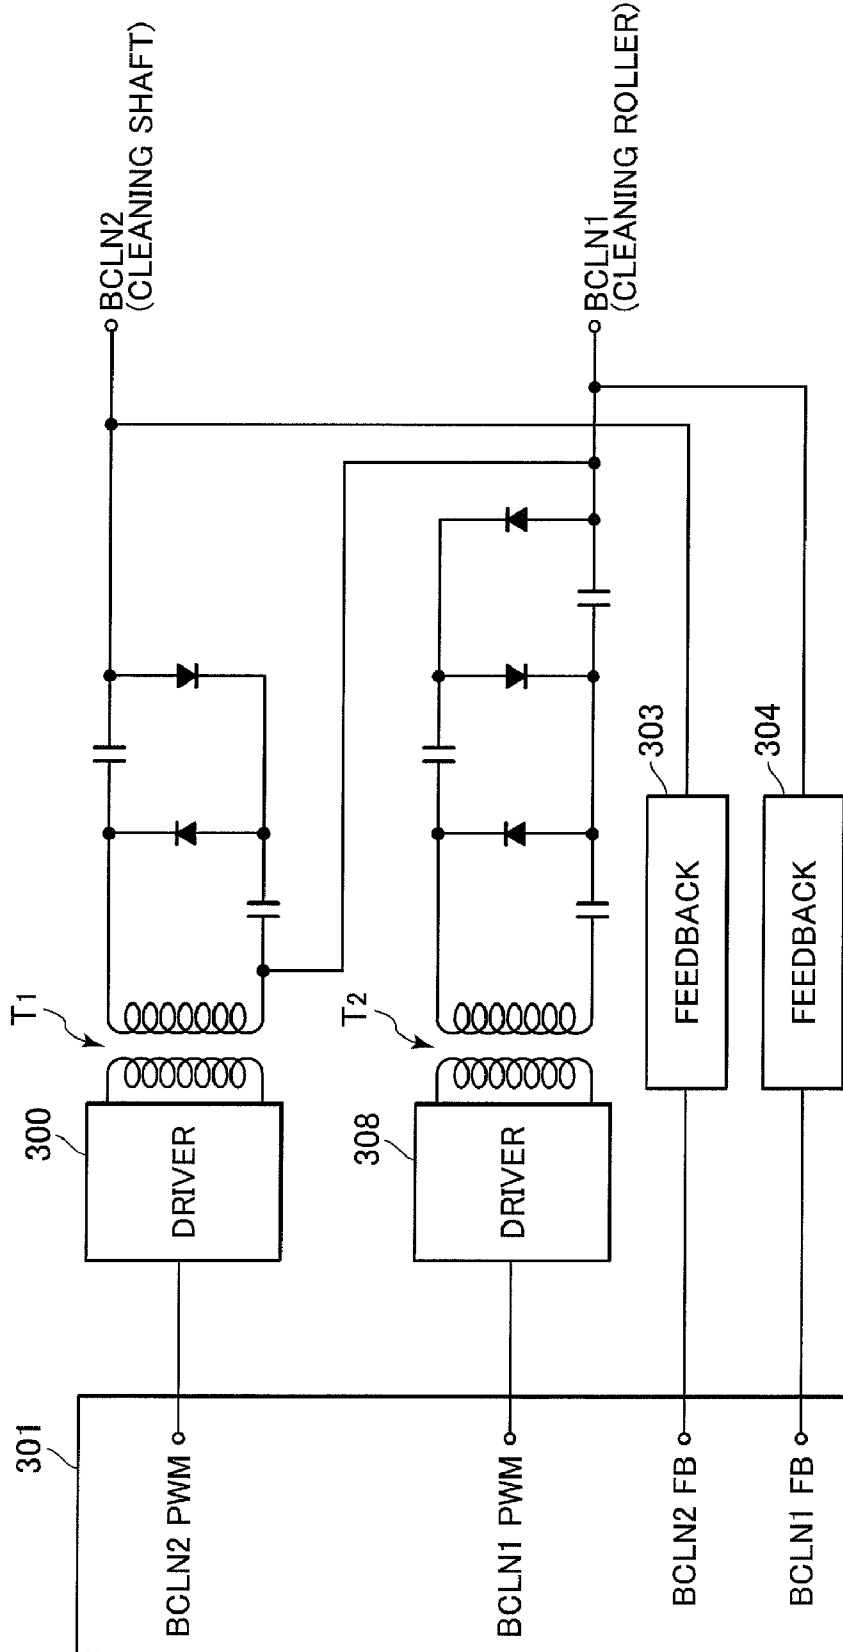 301
BCLN2 PWM
BCLN1 PWM
BCLN2 FB
BCLN1 FB
300
DRIVER
T1
308
DRIVER
T2
303
FEEDBACK
304
FEEDBACK
BCLN2
(CLEANING SHAFT)
BCLN1
(CLEANING ROLLER)